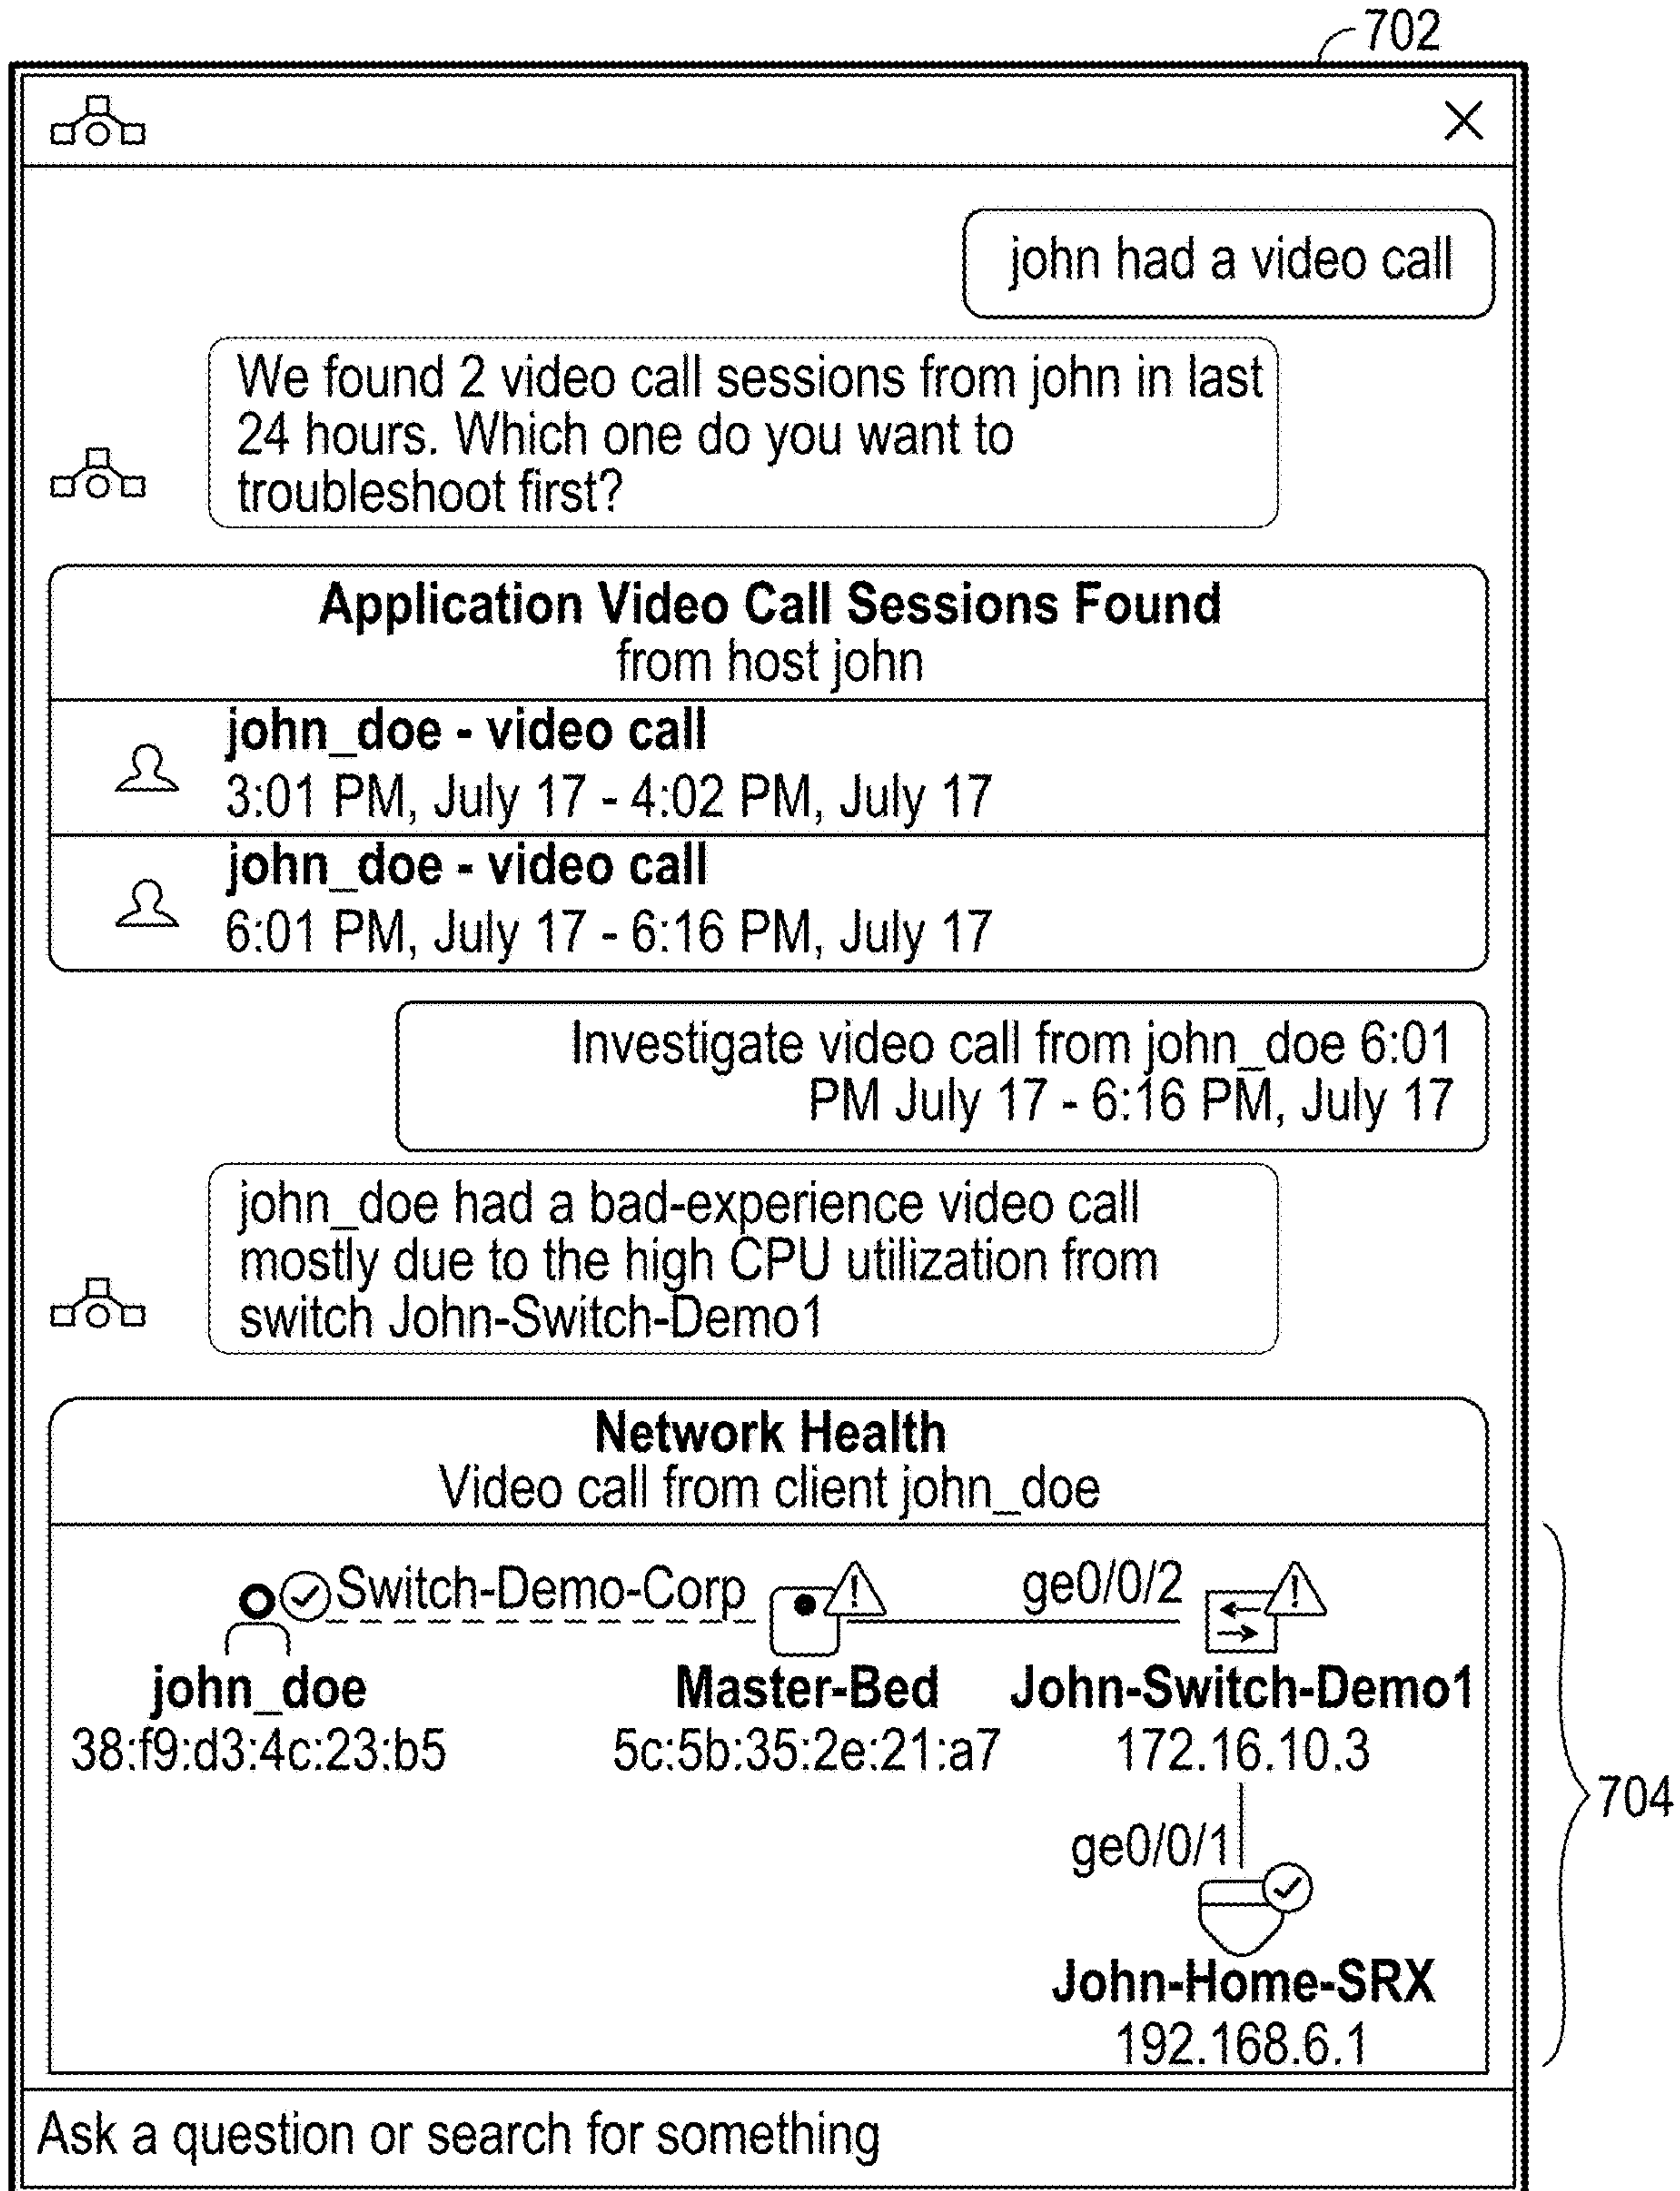 702
john had a video call
We found 2 video call sessions from john in last
24 hours. Which one do you want to
troubleshoot first?
Application Video Call Sessions Found
from host john
john_doe - video call
3:01 PM, July 17 - 4:02 PM, July 17
john_doe - video call
6:01 PM, July 17 - 6:16 PM, July 17
Investigate video call from john_doe 6:01
PM July 17 - 6:16 PM, July 17
john_doe had a bad-experience video call
mostly due to the high CPU utilization from
switch John-Switch-Demo1
Network Health
Video call from client john_doe
Switch-Demo-Corp
ge0/0/2
john_doe
Master-Bed
John-Switch-Demo1
38:f9:d3:4c:23:b5
5c:5b:35:2e:21:a7
172.16.10.3
704
ge0/0/1
John-Home-SRX
192.168.6.1
Ask a question or search for something